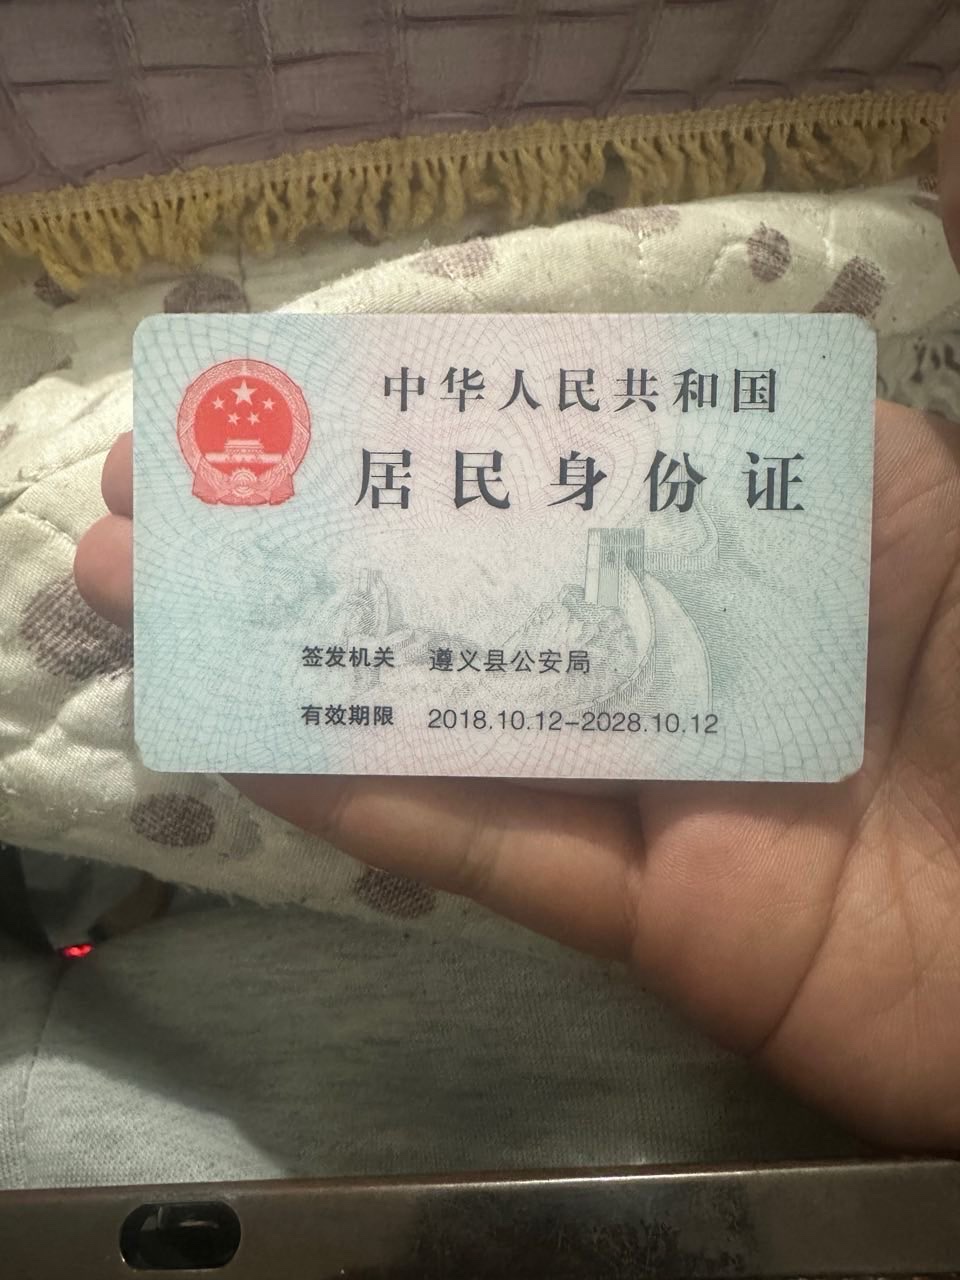 中华人民共和国
居民身份证
签发机关 遵义县公安局
有效期限 2018.10.12-2028.10.12